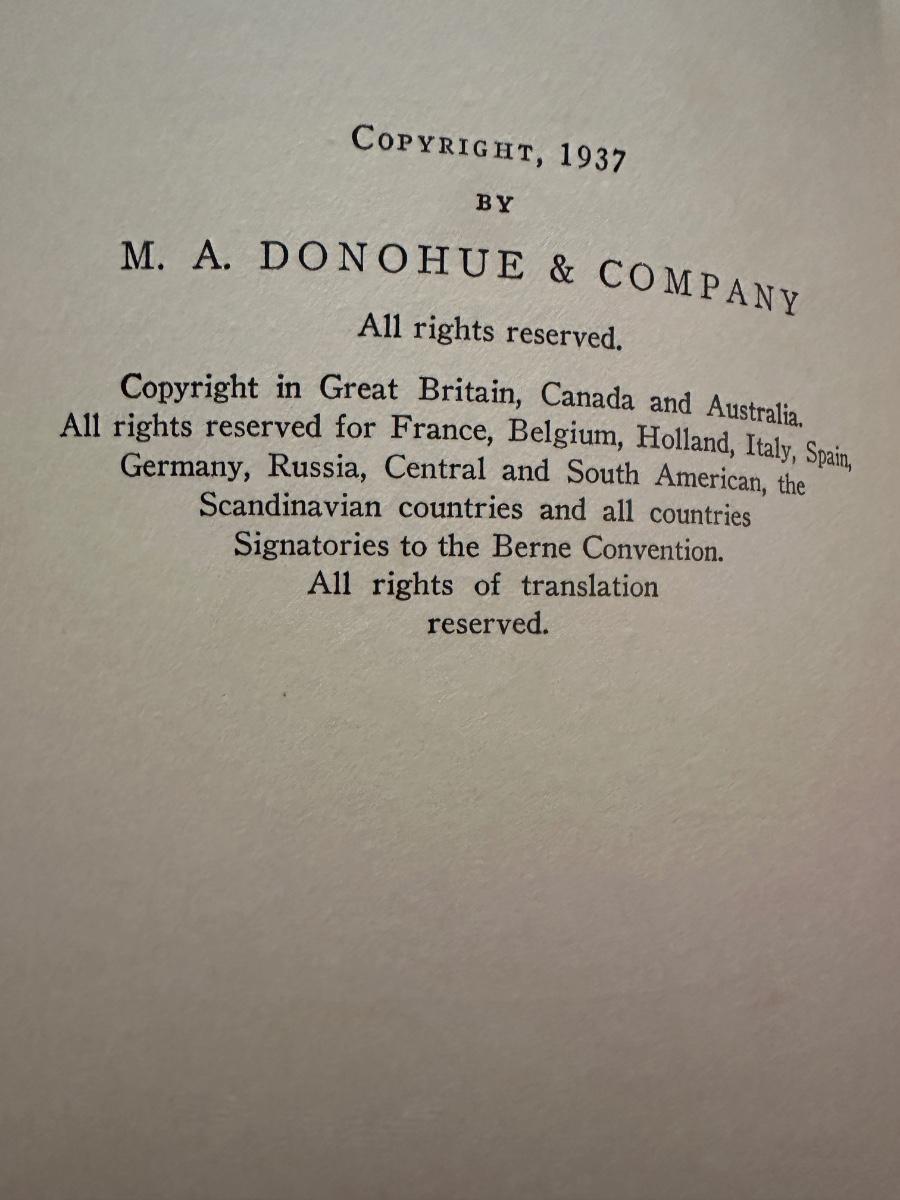 COPYRIGHT, 1937
BY
M. A. DONOHUE & COMPANY
All rights reserved.
Copyright in Great Britain, Canada and Australia.
All rights reserved for France, Belgium, Holland, Italy, Spain,
Germany, Russia, Central and South American, the
Scandinavian countries and all countries
Signatories to the Berne Convention.
All rights of translation
reserved.